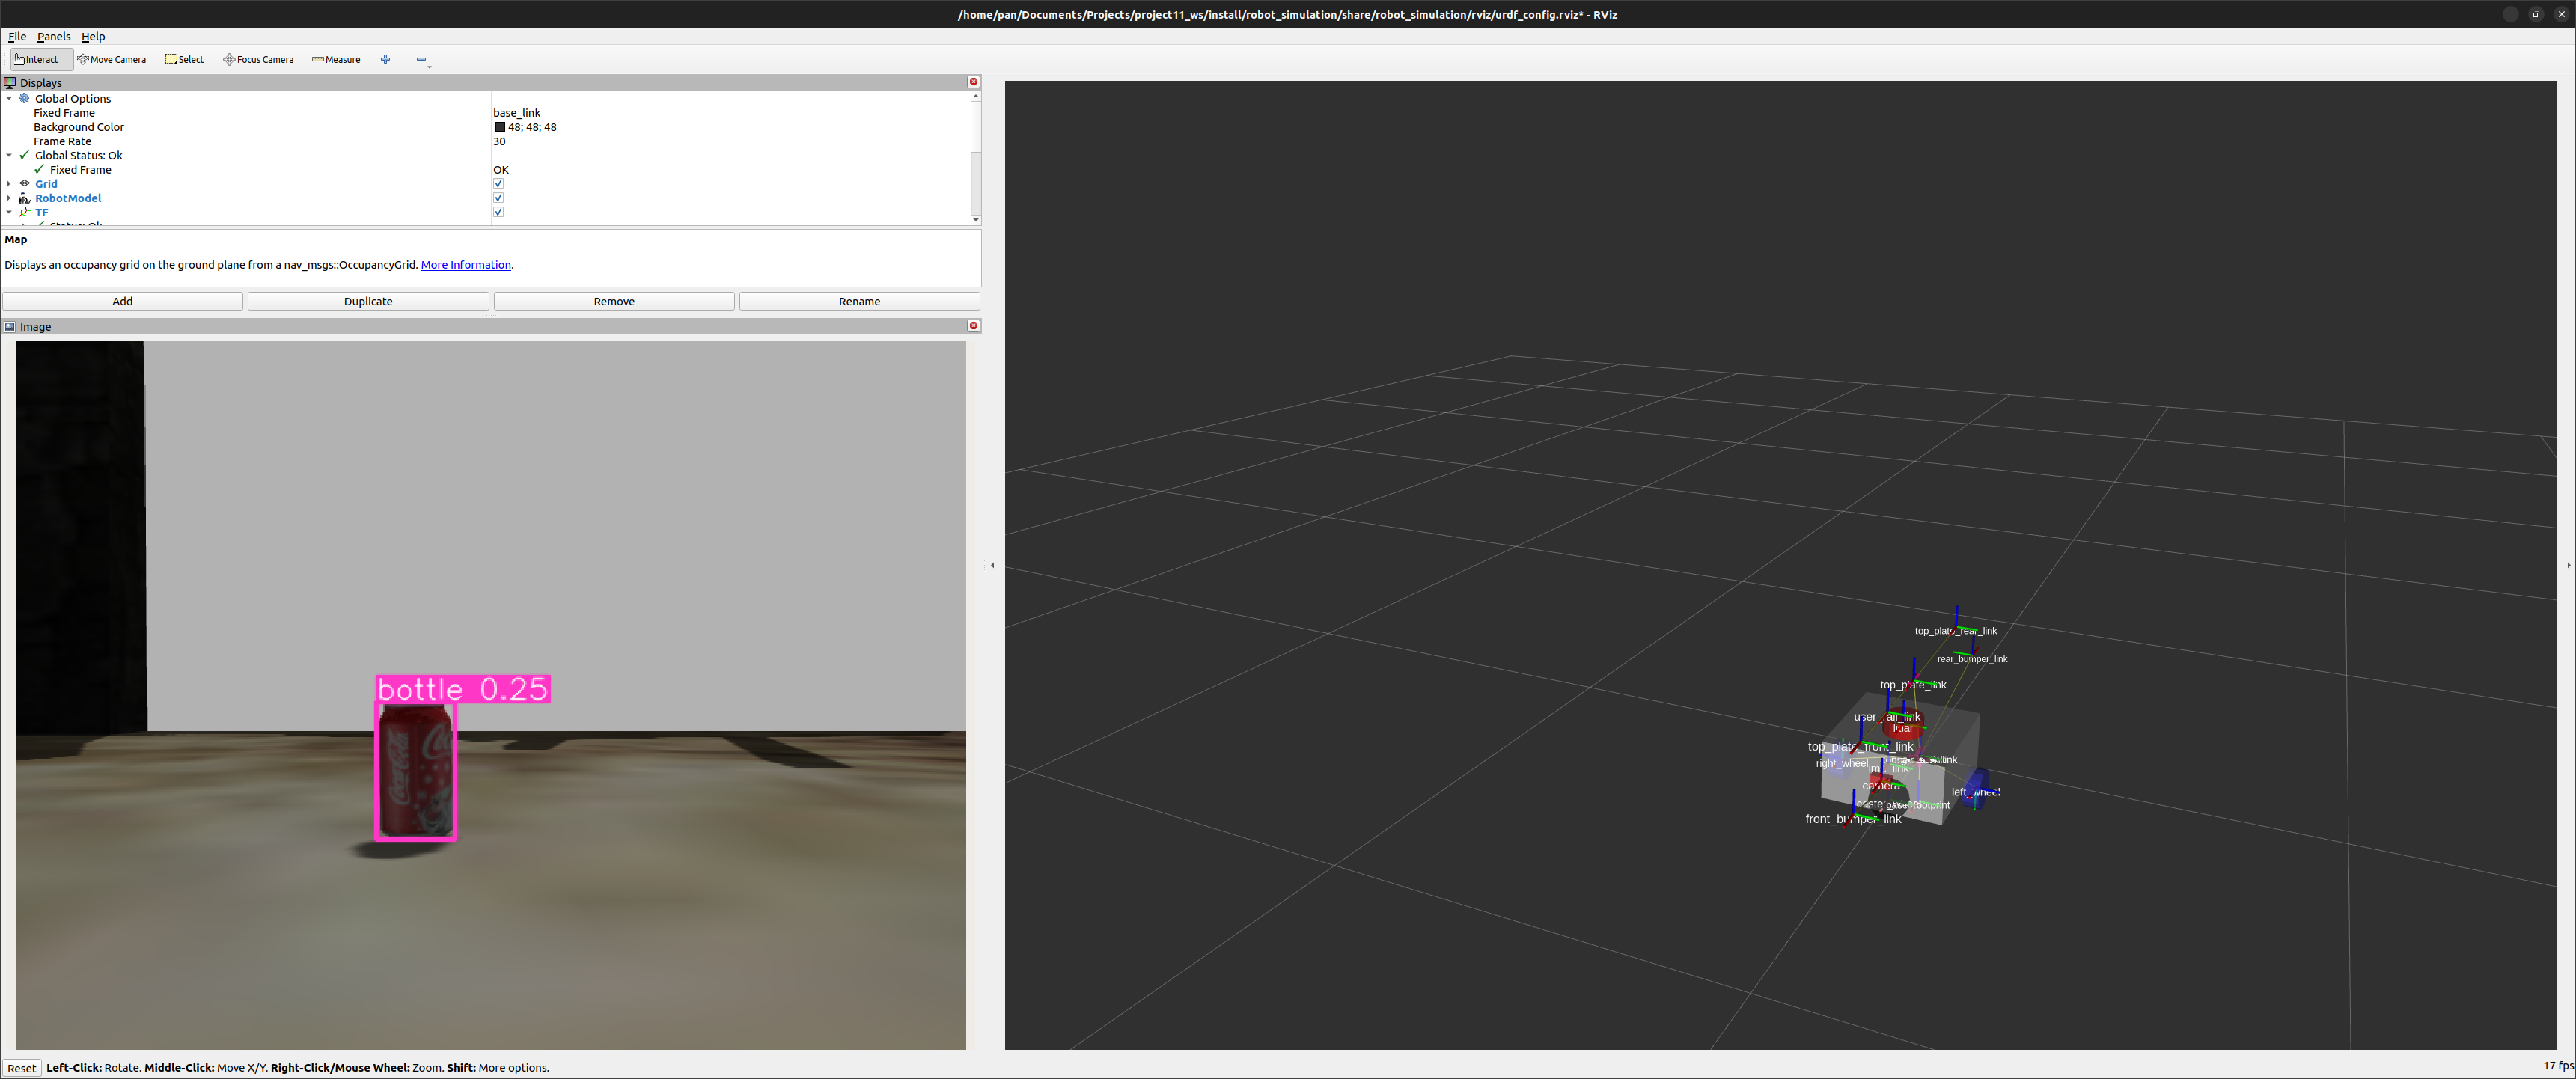 /home/pan/Documents/Projects/project11_ws/install/robot_simulation/share/robot_simulation/rviz/urdf_config.rviz* - RViz
File Panels Help
Interact Move Camera Select Focus Camera Measure
Displays
Global Options
Fixed Frame base_link
Background Color 48; 48; 48
Frame Rate 30
Global Status: Ok
Fixed Frame OK
Grid
RobotModel
TF
Status: Ok
Map
Displays an occupancy grid on the ground plane from a nav_msgs::OccupancyGrid. More Information.
Add Duplicate Remove Rename
Image
bottle 0.25
Coca-Cola
top_plate_rear_link
rear_bumper_link
top_plate_link
user_rail_link
lidar
top_plate_front_link
right_wheel
camera
left_wheel
front_bumper_link
Reset Left-Click: Rotate. Middle-Click: Move X/Y. Right-Click/Mouse Wheel: Zoom. Shift: More options.
17 fps